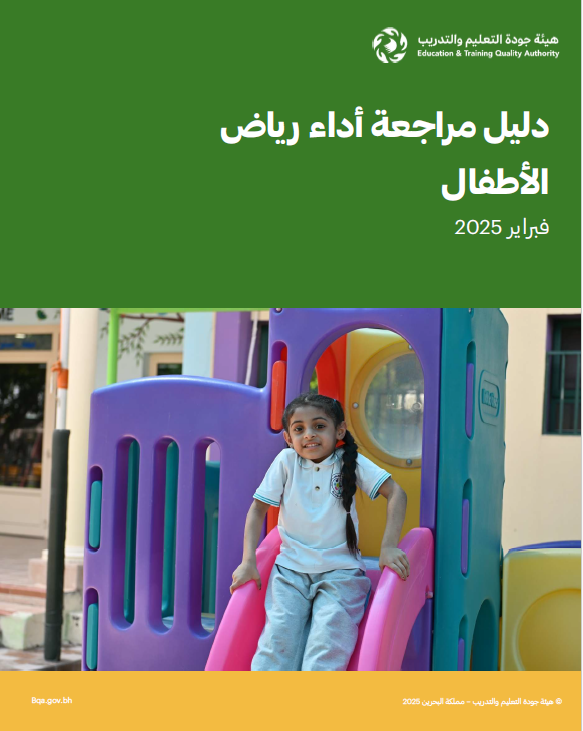 هيئة جودة التعليم والتدريب
Education & Training Quality Authority
دليل مراجعة أداء رياض
الأطفال
فبراير 2025
Bqa.gov.bh
© هيئة جودة التعليم والتدريب - مملكة البحرين 2025